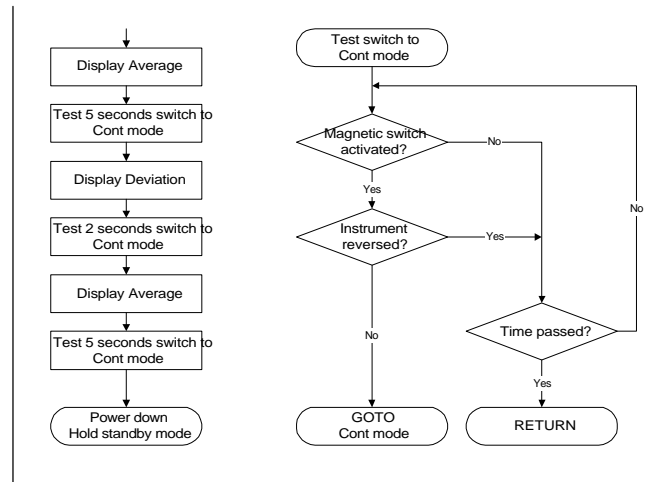 Display Average
Test 5 seconds switch to
Cont mode
Display Deviation
Test 2 seconds switch to
Cont mode
Display Average
Test 5 seconds switch to
Cont mode
Power down
Hold standby mode
Test switch to
Cont mode
Magnetic switch
activated?
No
Yes
Instrument
reversed?
Yes
No
No
Time passed?
Yes
GOTO
Cont mode
RETURN